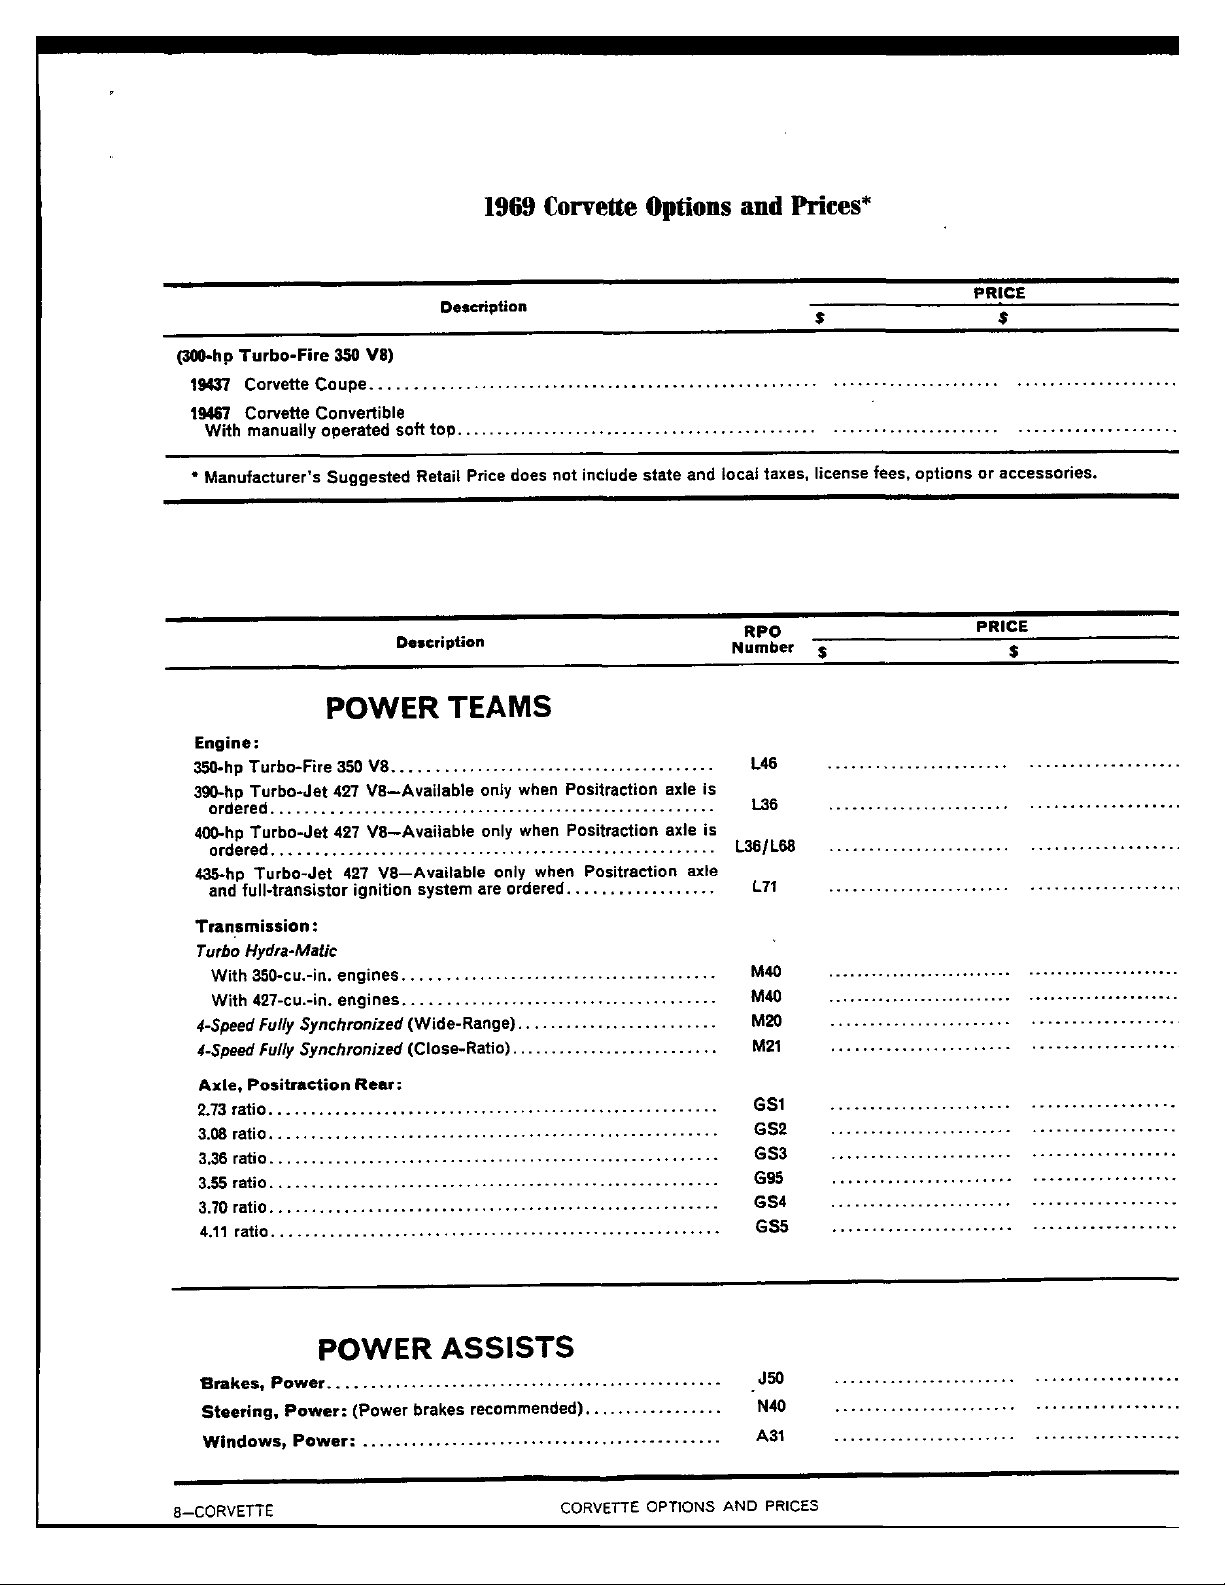 1969 Corvette Options and Prices*
Description PRICE
$ $
(300-hp Turbo-Fire 350 V8)
19437 Corvette Coupe
19467 Corvette Convertible
With manually operated soft top
* Manufacturer's Suggested Retail Price does not include state and local taxes, license fees, options or accessories.
Description RPO Number PRICE
$ $
POWER TEAMS
Engine:
350-hp Turbo-Fire 350 V8 L46
390-hp Turbo-Jet 427 V8—Available only when Positraction axle is
ordered L36
400-hp Turbo-Jet 427 V8—Available only when Positraction axle is
ordered L36/L68
435-hp Turbo-Jet 427 V8—Available only when Positraction axle
and full-transistor ignition system are ordered L71
Transmission:
Turbo Hydra-Matic
With 350-cu.-in. engines M40
With 427-cu.-in. engines M40
4-Speed Fully Synchronized (Wide-Range) M20
4-Speed Fully Synchronized (Close-Ratio) M21
Axle, Positraction Rear:
2.73 ratio GS1
3.08 ratio GS2
3.36 ratio GS3
3.55 ratio G95
3.70 ratio GS4
4.11 ratio GS5
POWER ASSISTS
Brakes, Power J50
Steering, Power: (Power brakes recommended) N40
Windows, Power: A31
8—CORVETTE CORVETTE OPTIONS AND PRICES